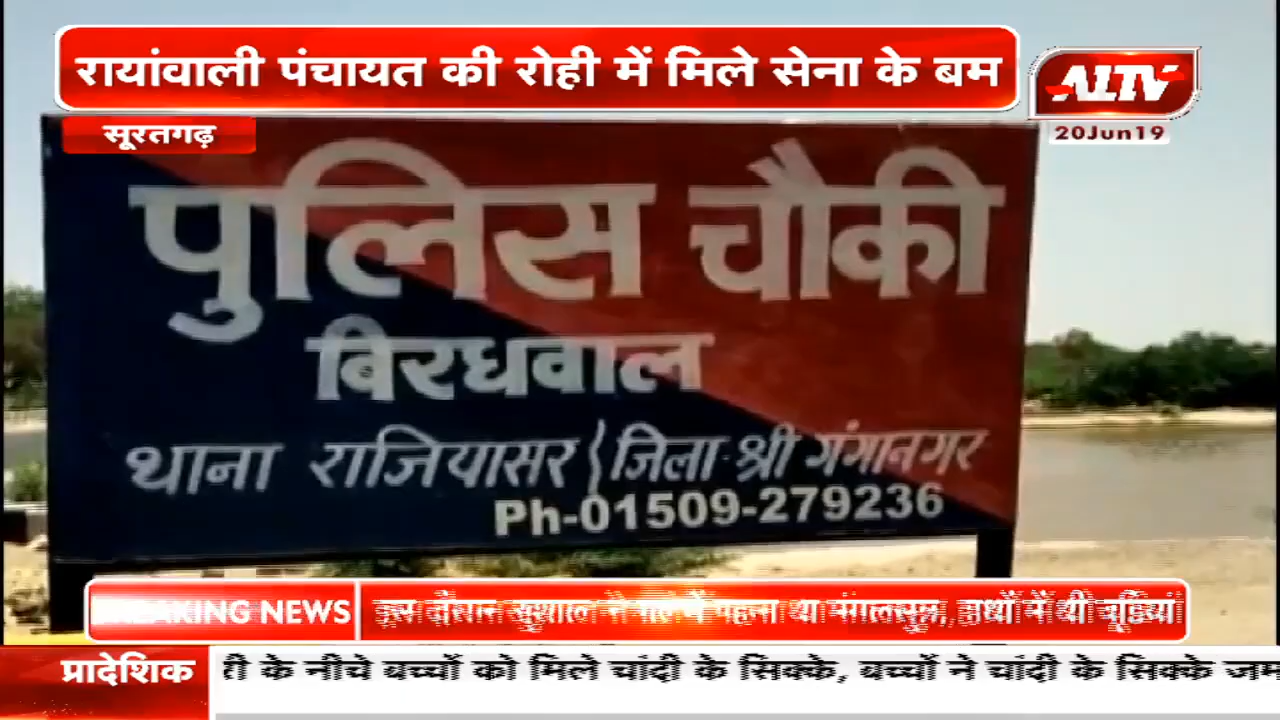 रायांवाली पंचायत की रोही में मिले सेना के बम
ALTV
20Jun19
सूरतगढ़
पुलिस चौकी
बिरधवाल
थाना राजियासर जिला श्री गंगानगर
Ph-01509-279236
BREAKING NEWS
इस दौरान ने गले में पहना था मंगलसूत्र, हाथों में थी चूड़ियां
प्रादेशिक
री के नीचे बच्चों को मिले चांदी के सिक्के, बच्चों ने चांदी के सिक्के जम